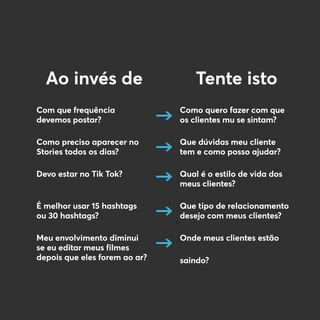 Ao invés de
Tente isto
Com que frequência
devemos postar?
Como quero fazer com que
os clientes mu se sintam?
Como preciso aparecer no
Stories todos os dias?
Que dúvidas meu cliente
tem e como posso ajudar?
Devo estar no Tik Tok?
Qual é o estilo de vida dos
meus clientes?
É melhor usar 15 hashtags
ou 30 hashtags?
Que tipo de relacionamento
desejo com meus clientes?
Meu envolvimento diminui
se eu editar meus filmes
depois que eles forem ao ar?
Onde meus clientes estão
saindo?